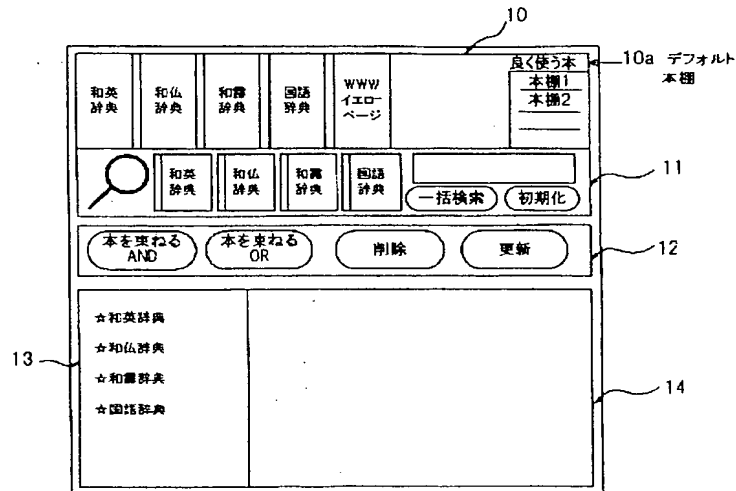 10
良く使う本
10a デフォルト
本棚
和英
辞典
和仏
辞典
和露
辞典
国語
辞典
WWW
イエロー
ページ
本棚1
本棚2
和英
辞典
和仏
辞典
和露
辞典
国語
辞典
一括検索
初期化
11
本を束ねる
AND
本を束ねる
OR
削除
更新
12
13
☆和英辞典
☆和仏辞典
☆和露辞典
☆国語辞典
14